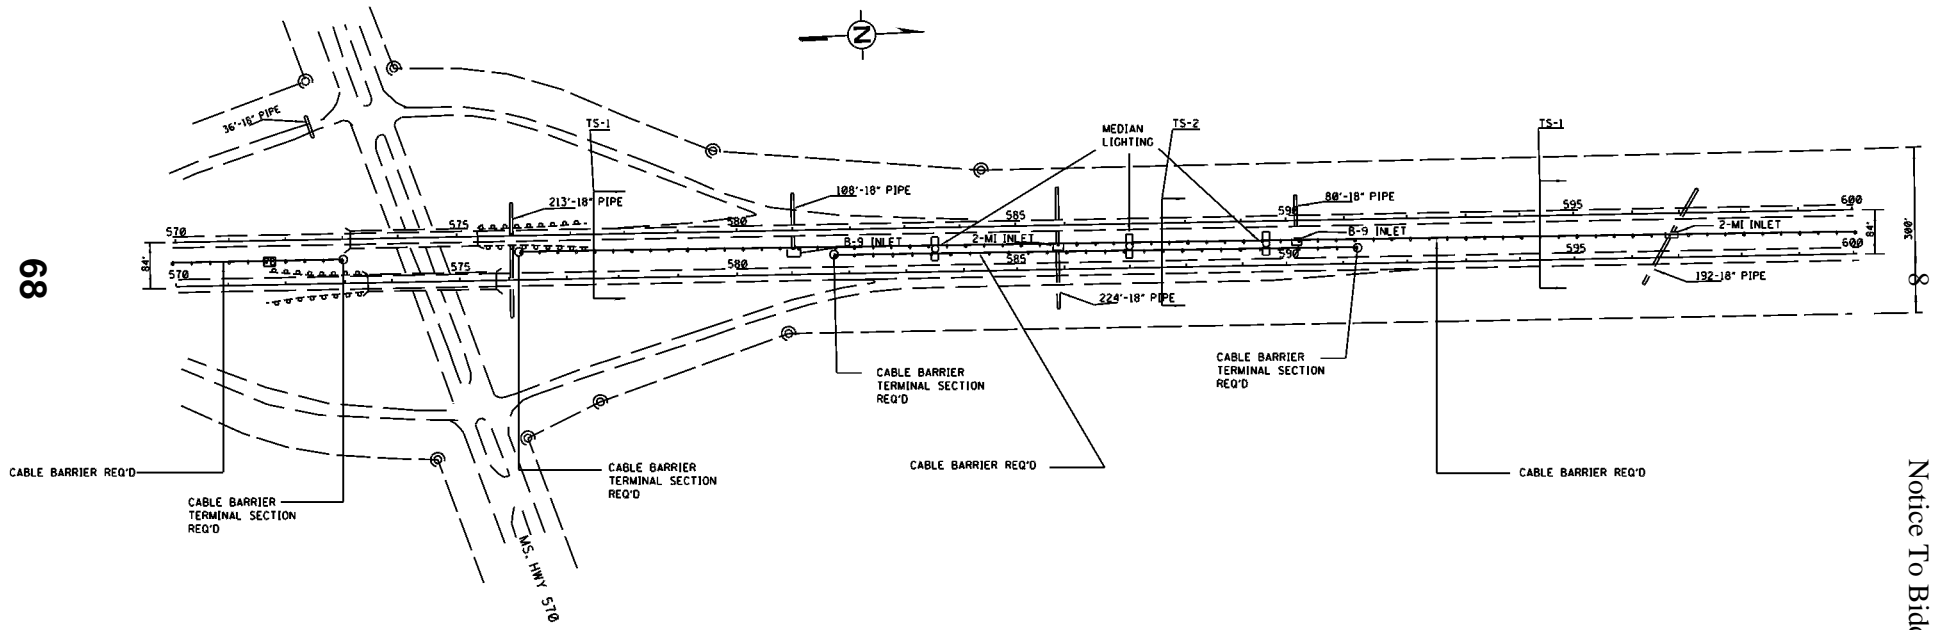 N
36'-18" PIPE
TS-1
MEDIAN
LIGHTING
TS-2
TS-1
213'-18" PIPE
108'-18" PIPE
80'-18" PIPE
570
575
580
585
590
595
600
B-9 INLET
2-MI INLET
B-9 INLET
2-MI INLET
84'
84'
300'
570
575
580
585
590
595
600
224'-18" PIPE
192-18" PIPE
68
8
CABLE BARRIER
TERMINAL SECTION
REQ'D
CABLE BARRIER
TERMINAL SECTION
REQ'D
CABLE BARRIER REQ'D
CABLE BARRIER
TERMINAL SECTION
REQ'D
CABLE BARRIER
TERMINAL SECTION
REQ'D
CABLE BARRIER REQ'D
CABLE BARRIER REQ'D
MS. HWY 570
Notice To